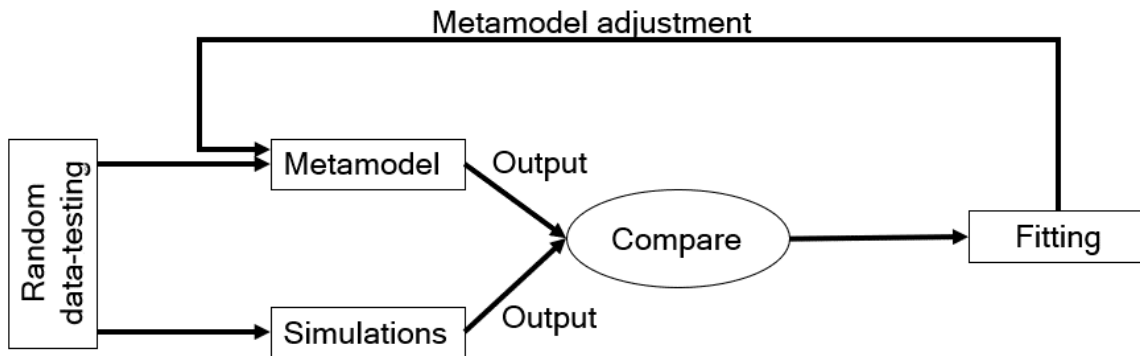 Metamodel adjustment
Random
data-testing
Metamodel
Output
Compare
Fitting
Simulations
Output